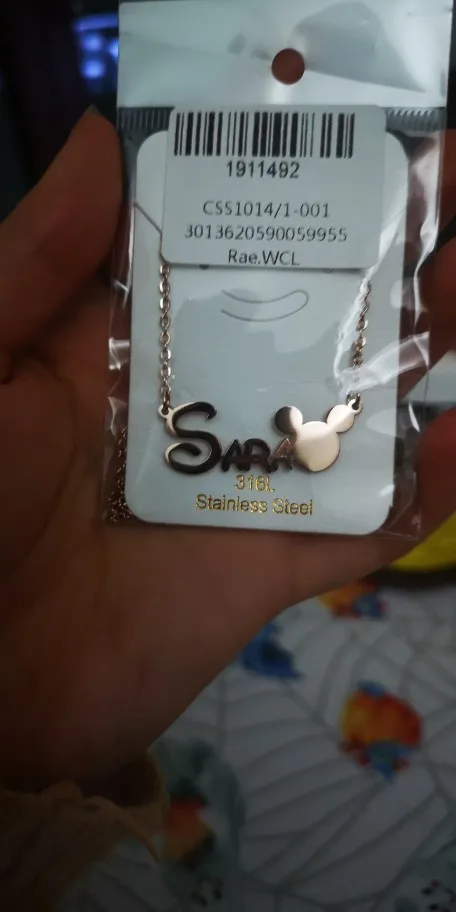 1911492
CSS1014/1-001
3013620590059955
Rae.WCL
SARA
316L
Stainless Steel